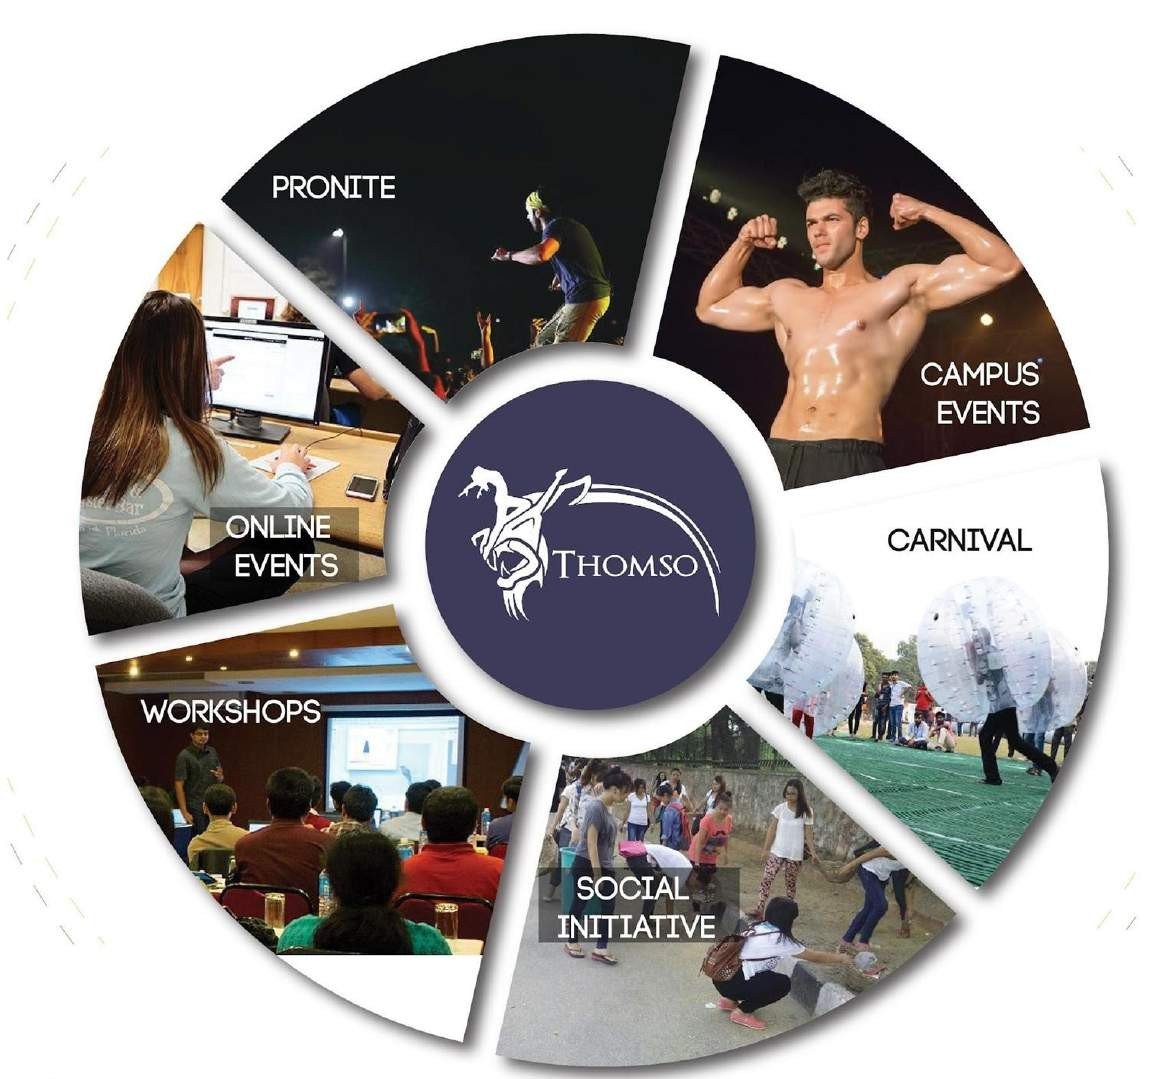 PRONITE
CAMPUS
EVENTS
ONLINE
EVENTS
CARNIVAL
THOMSO
WORKSHOPS
SOCIAL
INITIATIVE